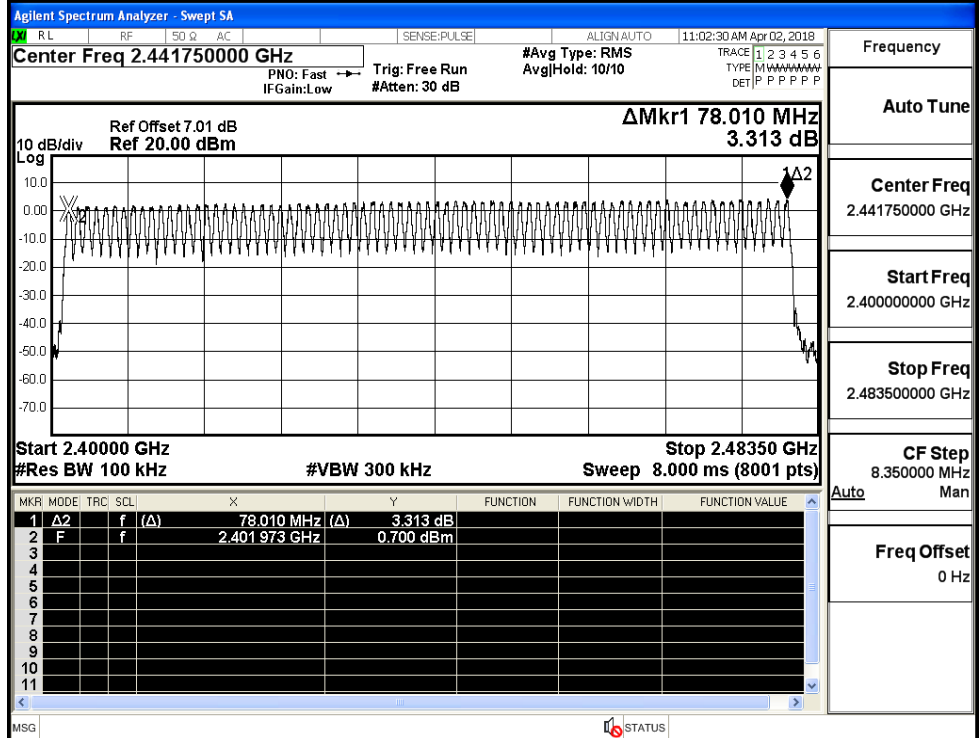 Agilent Spectrum Analyzer - Swept SA
LXI RL RF 50 Ω AC SENSE:PULSE ALIGNAUTO 11:02:30 AM Apr 02, 2018
Center Freq 2.441750000 GHz
PNO: Fast
IFGain:Low
Trig: Free Run
#Atten: 30 dB
#Avg Type: RMS
Avg|Hold: 10/10
TRACE 1 2 3 4 5 6
TYPE M WWWWW
DET P P P P P P
ΔMkr1 78.010 MHz
3.313 dB
Ref Offset 7.01 dB
10 dB/div Ref 20.00 dBm
Log
10.0
0.00
-10.0
-20.0
-30.0
-40.0
-50.0
-60.0
-70.0
X2
1Δ2
Start 2.40000 GHz Stop 2.48350 GHz
#Res BW 100 kHz #VBW 300 kHz Sweep 8.000 ms (8001 pts)
MKR MODE TRC SCL X Y FUNCTION FUNCTION WIDTH FUNCTION VALUE
1 Δ2 f (Δ) 78.010 MHz (Δ) 3.313 dB
2 F f 2.401 973 GHz 0.700 dBm
3
4
5
6
7
8
9
10
11
MSG STATUS
Frequency
Auto Tune
Center Freq
2.441750000 GHz
Start Freq
2.400000000 GHz
Stop Freq
2.483500000 GHz
CF Step
8.350000 MHz
Auto Man
Freq Offset
0 Hz